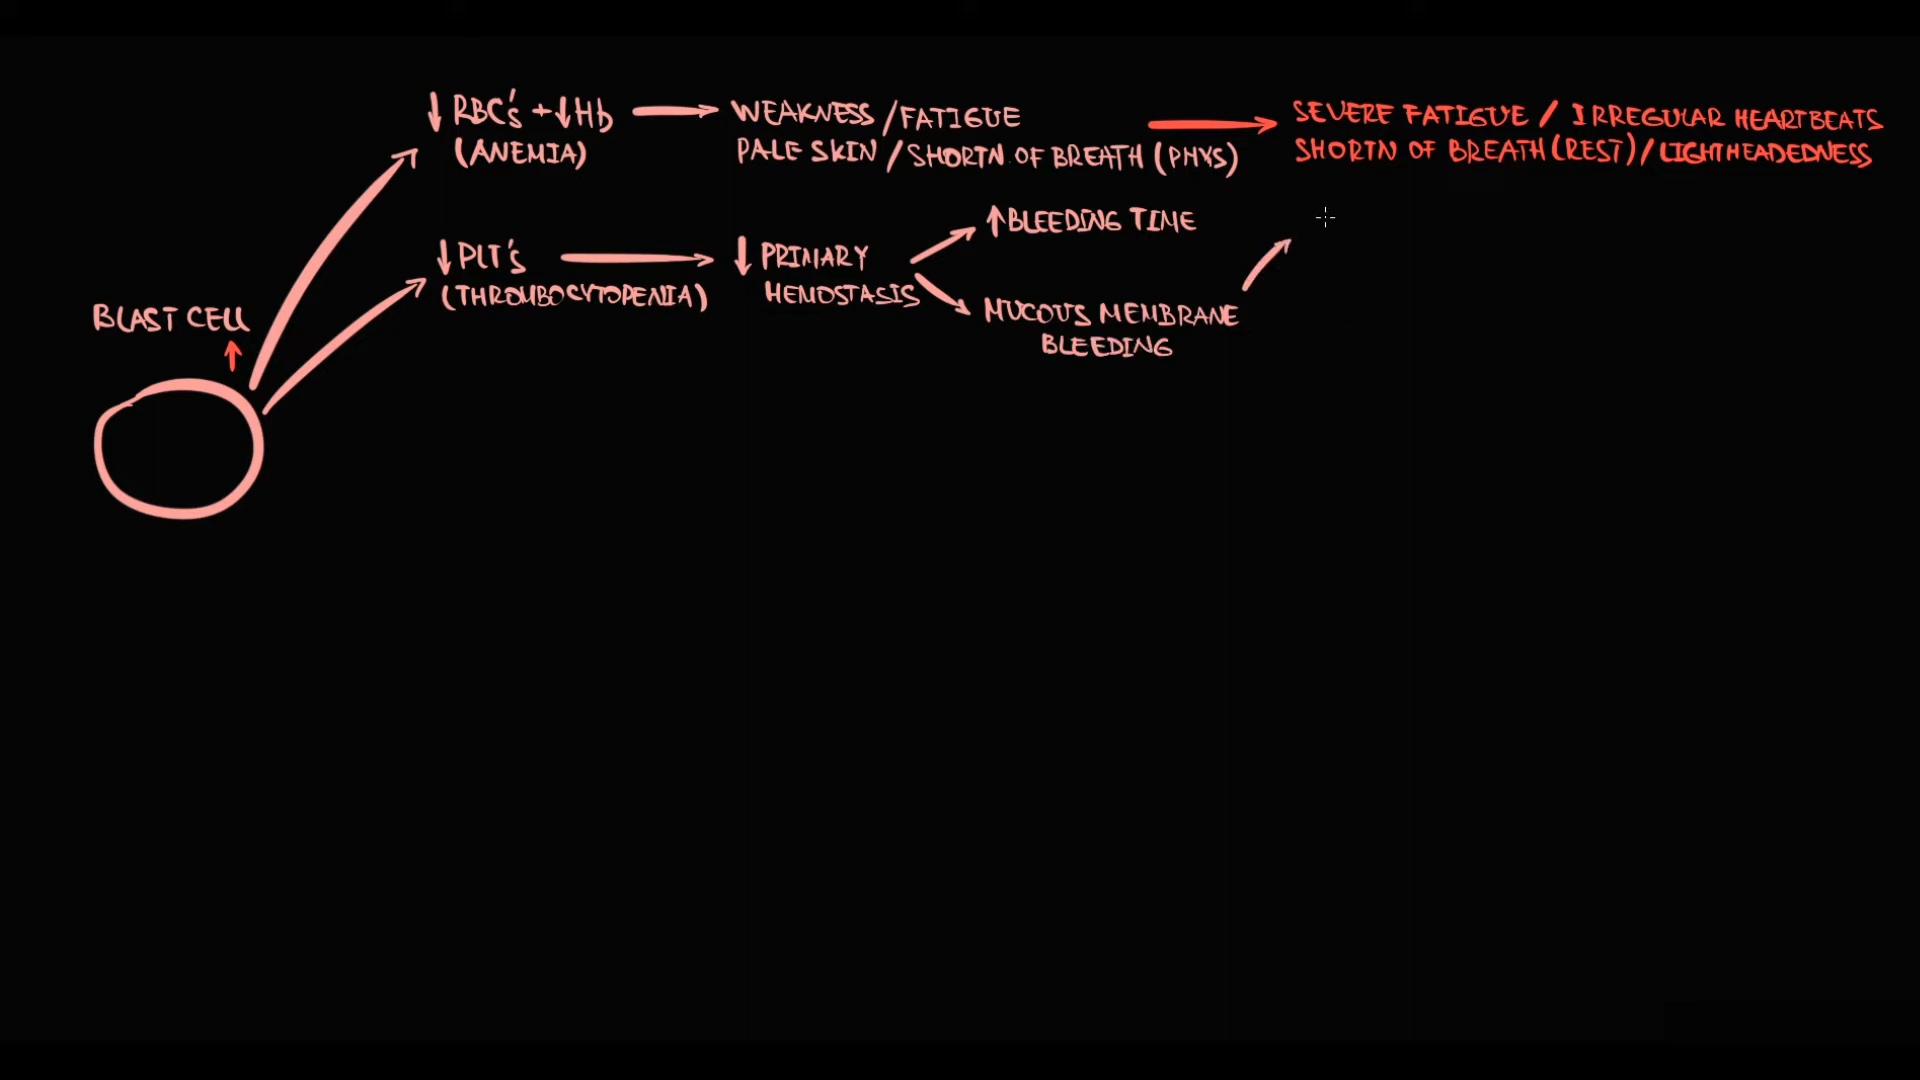 ↓ RBC's + ↓Hb
(ANEMIA)
WEAKNESS / FATIGUE
PALE SKIN / SHORTN. OF BREATH (PHYS)
SEVERE FATIGUE / IRREGULAR HEARTBEATS
SHORTN OF BREATH (REST) / LIGHTHEADEDNESS
↓ PLT's
(THROMBOCYTOPENIA)
↓ PRIMARY
HEMOSTASIS
↑ BLEEDING TIME
MUCOUS MEMBRANE
BLEEDING
BLAST CELL
↑